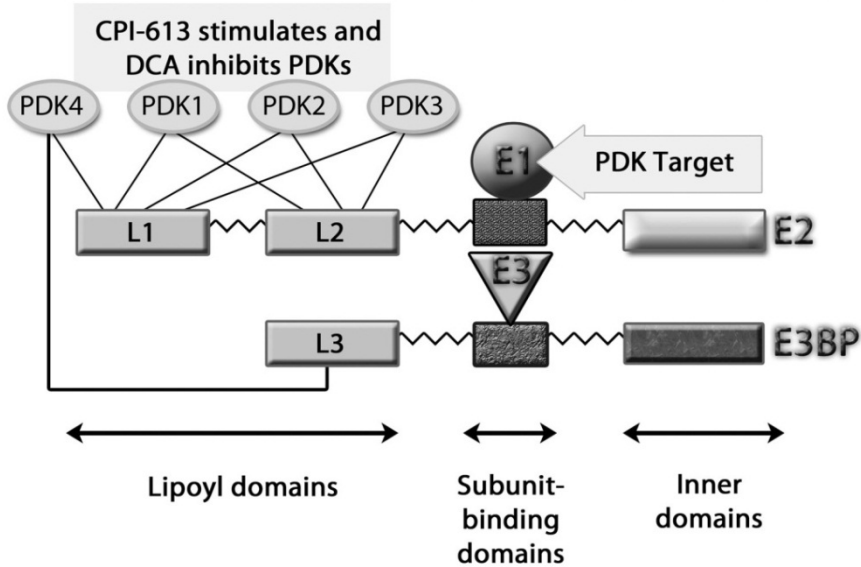 CPI-613 stimulates and
DCA inhibits PDKs
PDK4
PDK1
PDK2
PDK3
E1
PDK Target
L1
L2
E2
E3
L3
E3BP
Lipoyl domains
Subunit-
binding
domains
Inner
domains